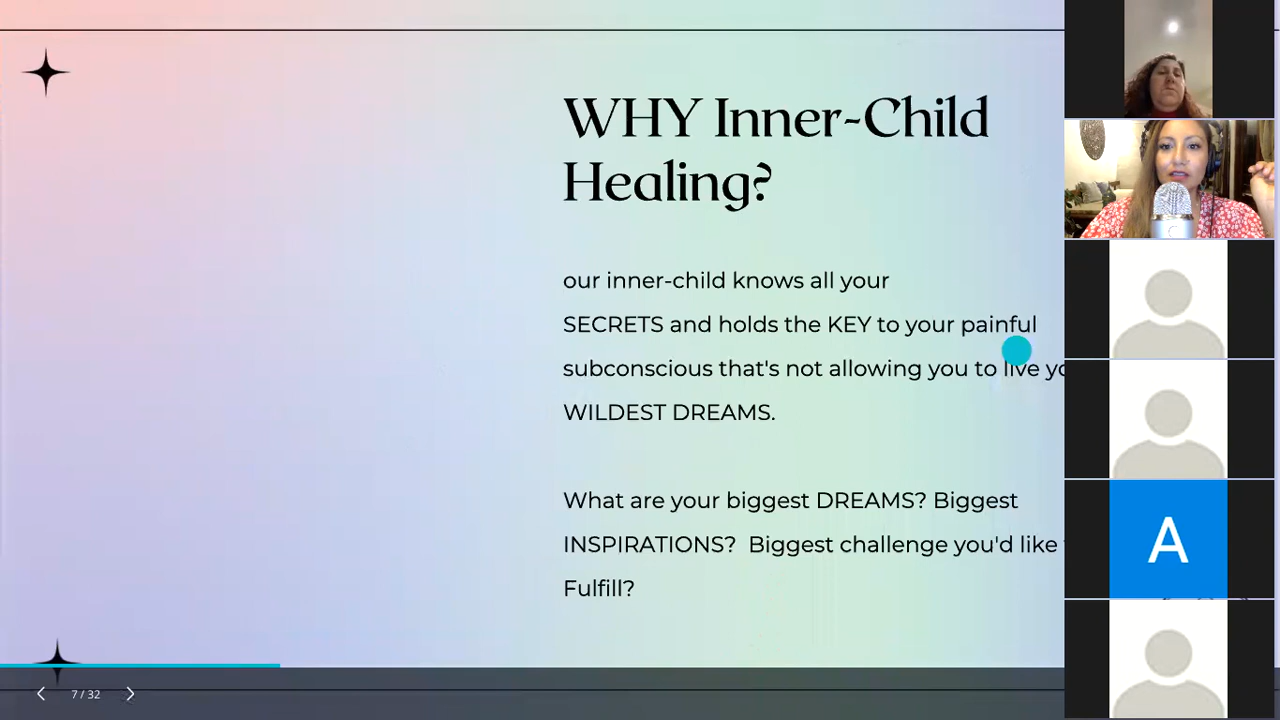 WHY Inner-Child
Healing?
our inner-child knows all your
SECRETS and holds the KEY to your painful
subconscious that's not allowing you to live
WILDEST DREAMS.
What are your biggest DREAMS? Biggest
INSPIRATIONS? Biggest challenge you'd like
Fulfill?
A
7 / 32